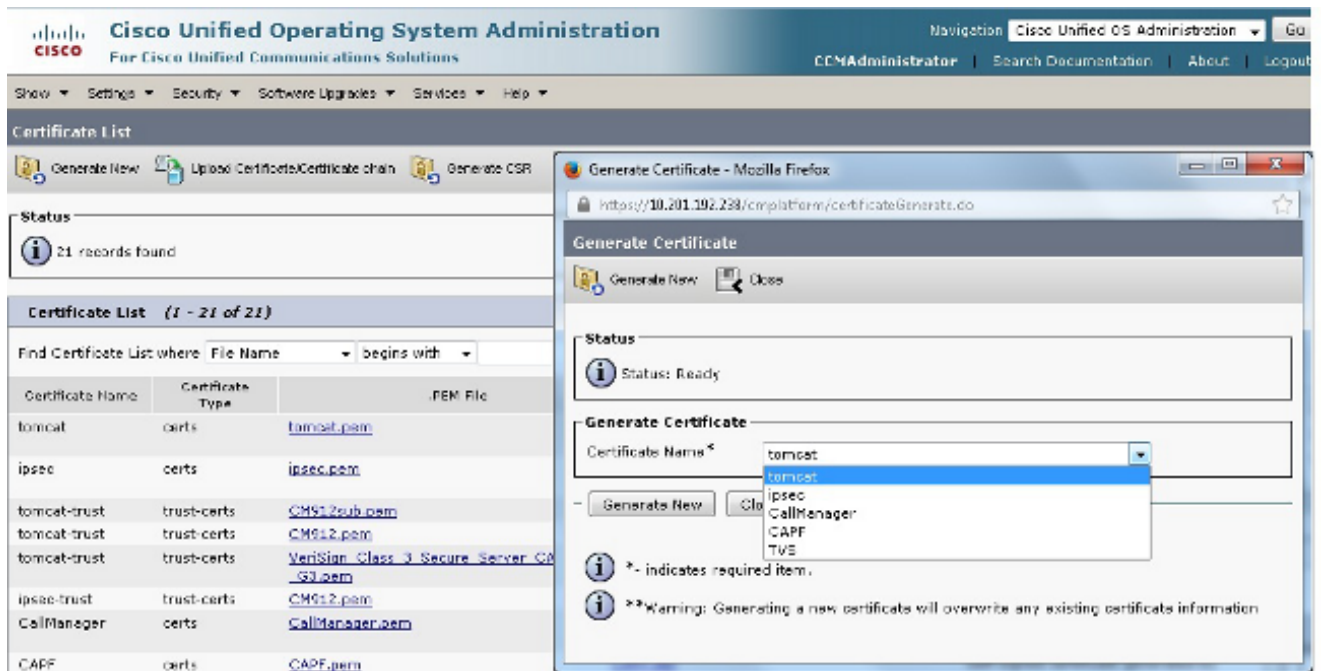 CISCO
Cisco Unified Operating System Administration
For Cisco Unified Communications Solutions
Navigation Cisco Unified OS Administration Go
CCMAdministrator | Search Documentation | About | Logout
Show Settings Security Software Upgrades Services Help
Certificate List
Generate New Upload Certificate/Certificate chain Generate CSR
Status
21 records found
Certificate List (1 - 21 of 21)
Find Certificate List where File Name begins with
Certificate Name Certificate Type .PEM File
tomcat certs tomcat.pem
ipsec certs ipsec.pem
tomcat-trust trust-certs CM912sub.pem
tomcat-trust trust-certs CM912.pem
tomcat-trust trust-certs VeriSign_Class_3_Secure_Server_CA
_G3.pem
ipsec-trust trust-certs CM912.pem
CallManager certs CallManager.pem
CAPF certs CAPF.pem
Generate Certificate - Mozilla Firefox
https://10.201.192.238/cmplatform/certificateGenerate.do
Generate Certificate
Generate New Close
Status
Status: Ready
Generate Certificate
Certificate Name* tomcat
tomcat
ipsec
CallManager
CAPF
TVS
Generate New Clo
*- indicates required item.
**Warning: Generating a new certificate will overwrite any existing certificate information